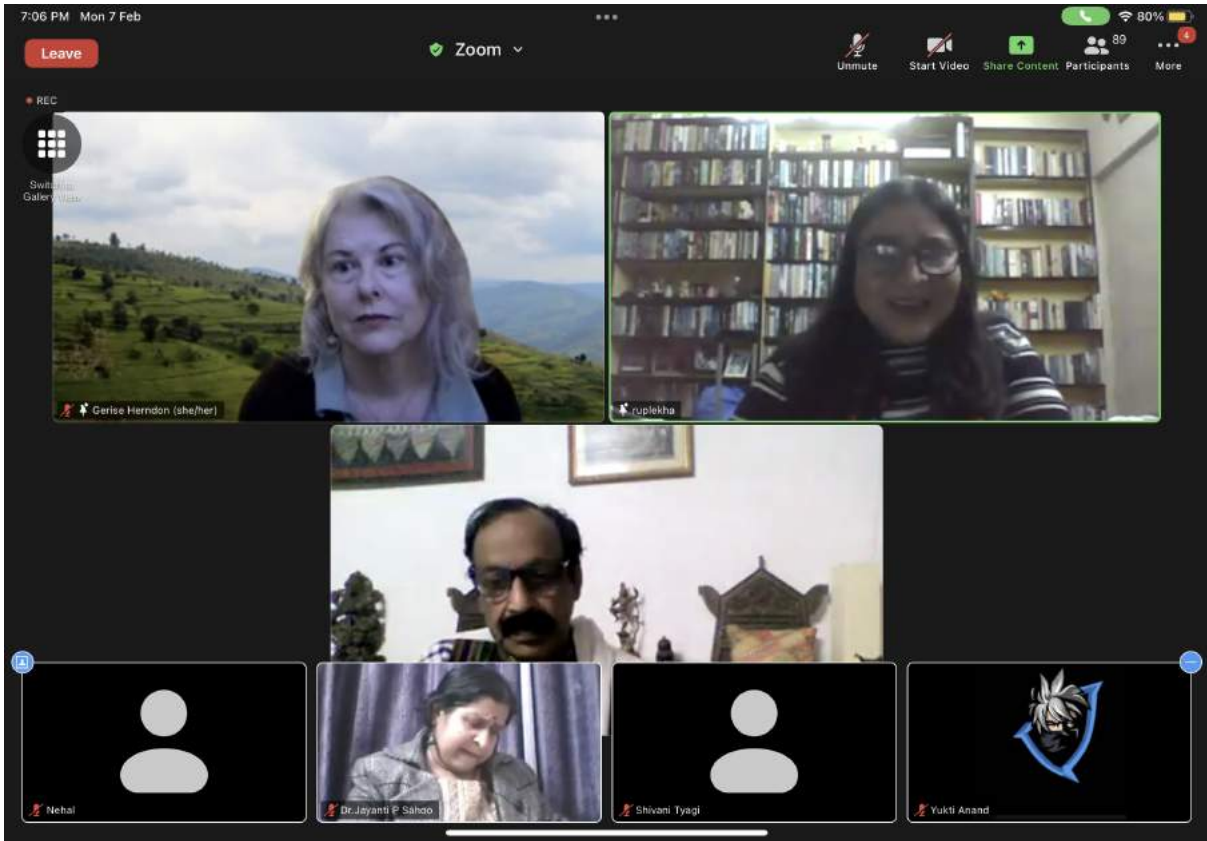 7:06 PM Mon 7 Feb
80%
Leave
Zoom
Unmute
Start Video
Share Content
89
Participants
4
More
REC
Switch to
Gallery View
Gerise Herndon (she/her)
ruplekha
Nehal
Dr.Jayanti P Sahoo
Shivani Tyagi
Yukti Anand